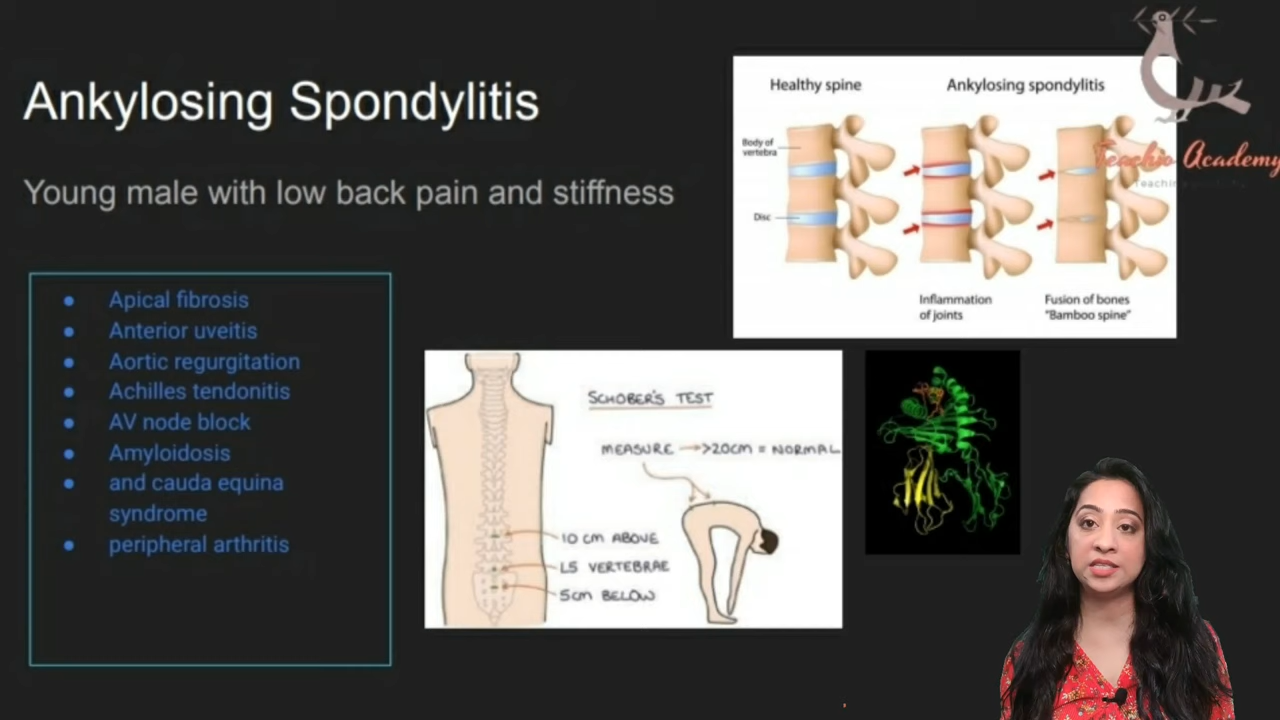 Ankylosing Spondylitis
Young male with low back pain and stiffness
Apical fibrosis
Anterior uveitis
Aortic regurgitation
Achilles tendonitis
AV node block
Amyloidosis
and cauda equina
syndrome
peripheral arthritis
Healthy spine
Ankylosing spondylitis
Body of
vertebra
Disc
Inflammation
of joints
Fusion of bones
"Bamboo spine"
Teachio Academy
SCHOBER'S TEST
MEASURE →>20cm = NORMAL
10 cm ABOVE
L5 VERTEBRAE
5cm BELOW